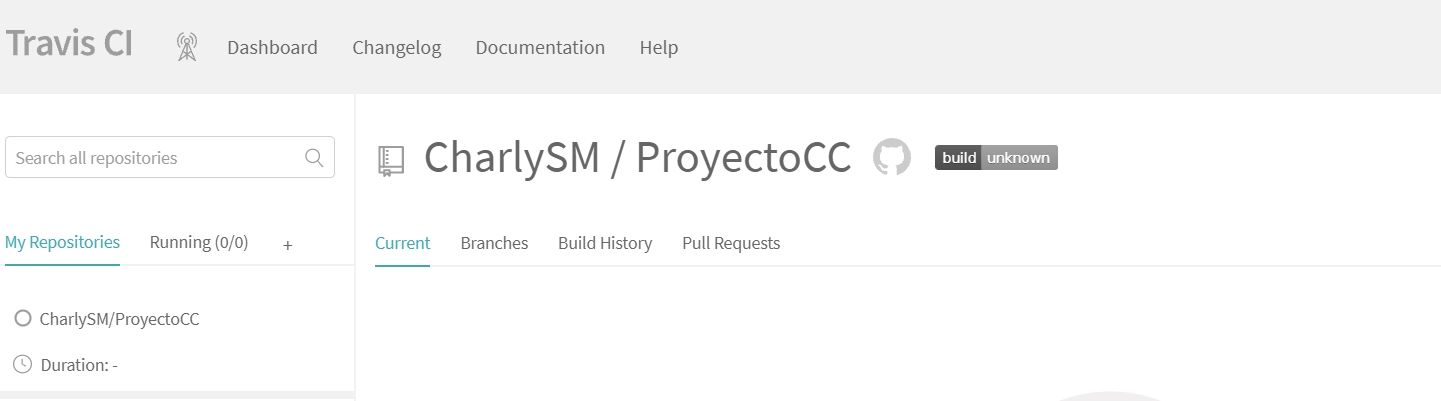 Travis CI
Dashboard Changelog Documentation Help
Search all repositories
CharlySM / ProyectoCC
build unknown
My Repositories Running (0/0) +
Current Branches Build History Pull Requests
CharlySM/ProyectoCC
Duration: -